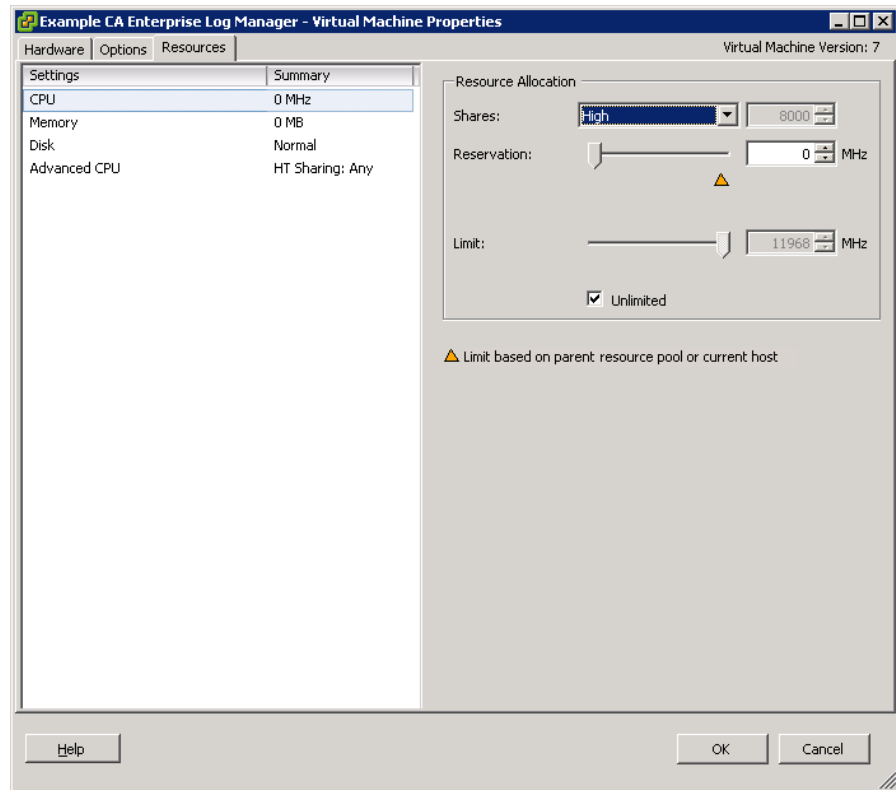 Example CA Enterprise Log Manager - Virtual Machine Properties
Hardware Options Resources Virtual Machine Version: 7
Settings Summary
CPU 0 MHz
Memory 0 MB
Disk Normal
Advanced CPU HT Sharing: Any
Resource Allocation
Shares: High 8000
Reservation: 0 MHz
Limit: 11968 MHz
Unlimited
Limit based on parent resource pool or current host
Help OK Cancel